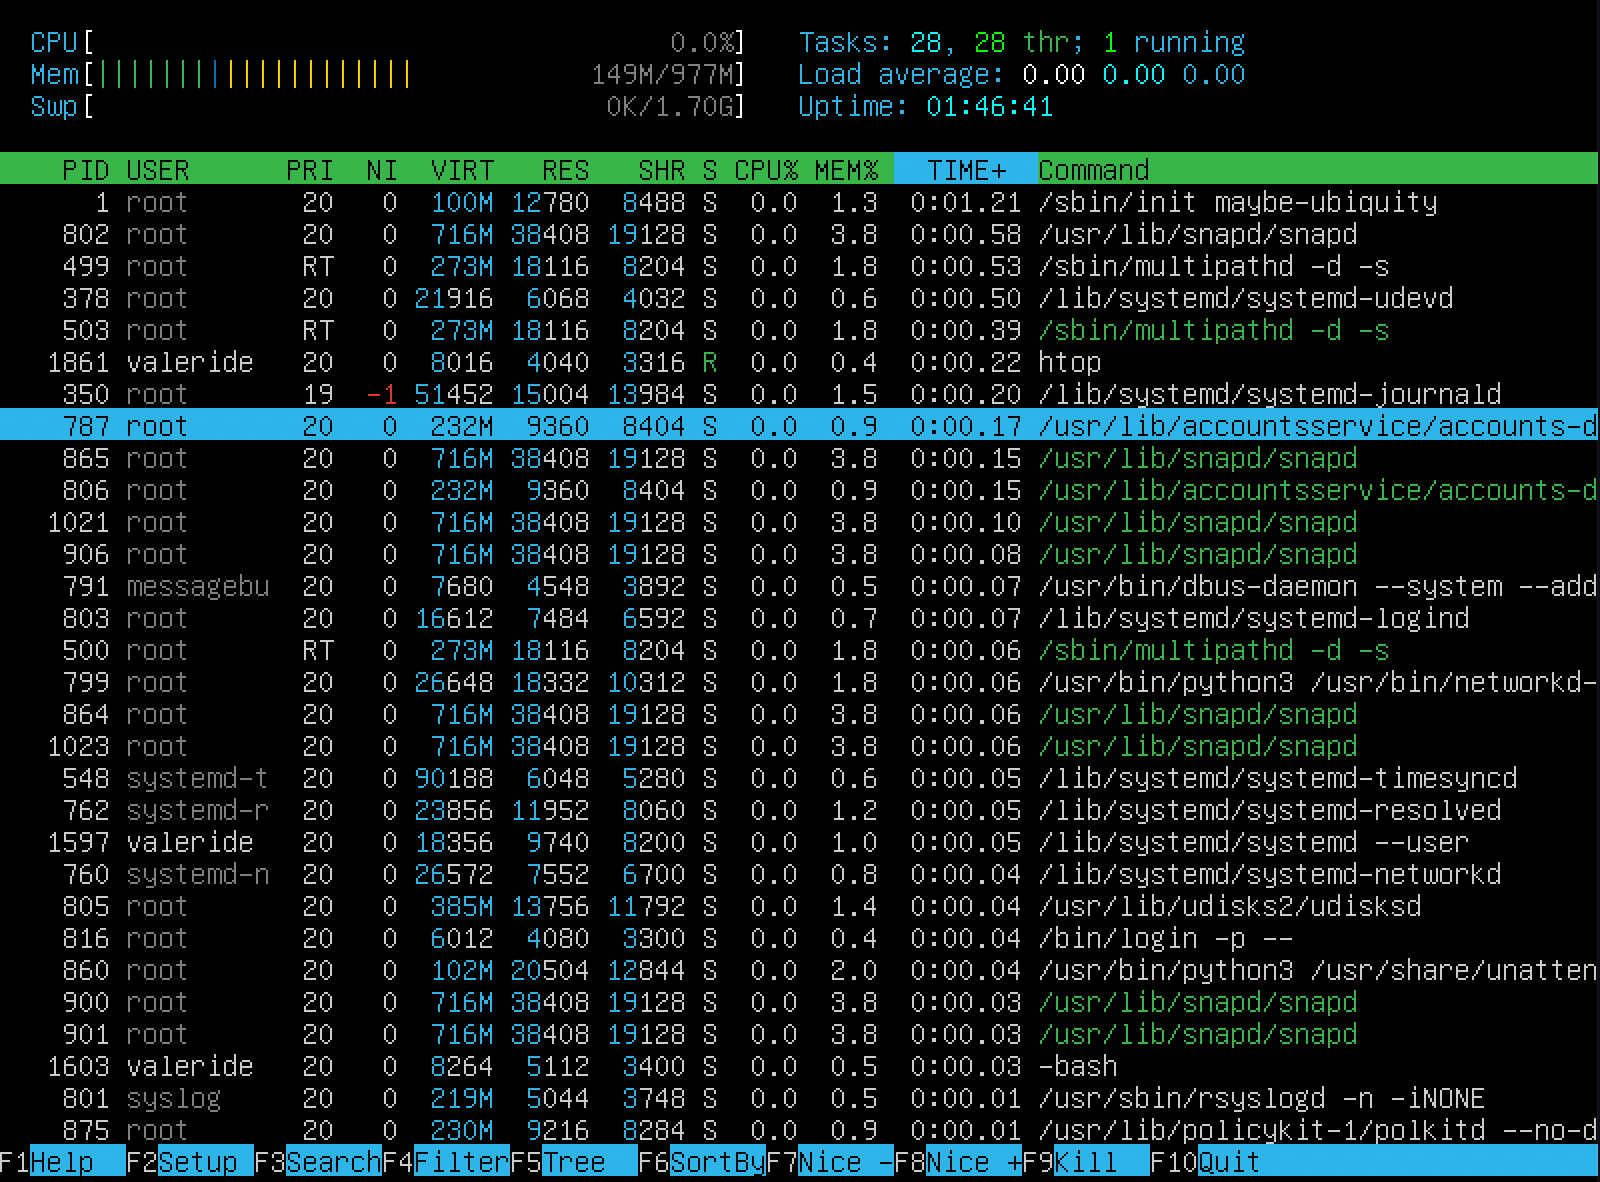 CPU[ 0.0%] Tasks: 28, 28 thr; 1 running
Mem[||||||||||||||||||||| 149M/977M] Load average: 0.00 0.00 0.00
Swp[ 0K/1.70G] Uptime: 01:46:41
PID USER PRI NI VIRT RES SHR S CPU% MEM% TIME+ Command
1 root 20 0 100M 12780 8488 S 0.0 1.3 0:01.21 /sbin/init maybe-ubiquity
802 root 20 0 716M 38408 19128 S 0.0 3.8 0:00.58 /usr/lib/snapd/snapd
499 root RT 0 273M 18116 8204 S 0.0 1.8 0:00.53 /sbin/multipathd -d -s
378 root 20 0 21916 6068 4032 S 0.0 0.6 0:00.50 /lib/systemd/systemd-udevd
503 root RT 0 273M 18116 8204 S 0.0 1.8 0:00.39 /sbin/multipathd -d -s
1861 valeride 20 0 8016 4040 3316 R 0.0 0.4 0:00.22 htop
350 root 19 -1 51452 15004 13984 S 0.0 1.5 0:00.20 /lib/systemd/systemd-journald
787 root 20 0 232M 9360 8404 S 0.0 0.9 0:00.17 /usr/lib/accountsservice/accounts-d
865 root 20 0 716M 38408 19128 S 0.0 3.8 0:00.15 /usr/lib/snapd/snapd
806 root 20 0 232M 9360 8404 S 0.0 0.9 0:00.15 /usr/lib/accountsservice/accounts-d
1021 root 20 0 716M 38408 19128 S 0.0 3.8 0:00.10 /usr/lib/snapd/snapd
906 root 20 0 716M 38408 19128 S 0.0 3.8 0:00.08 /usr/lib/snapd/snapd
791 messagebu 20 0 7680 4548 3892 S 0.0 0.5 0:00.07 /usr/bin/dbus-daemon --system --add
803 root 20 0 16612 7484 6592 S 0.0 0.7 0:00.07 /lib/systemd/systemd-logind
500 root RT 0 273M 18116 8204 S 0.0 1.8 0:00.06 /sbin/multipathd -d -s
799 root 20 0 26648 18332 10312 S 0.0 1.8 0:00.06 /usr/bin/python3 /usr/bin/networkd-
864 root 20 0 716M 38408 19128 S 0.0 3.8 0:00.06 /usr/lib/snapd/snapd
1023 root 20 0 716M 38408 19128 S 0.0 3.8 0:00.06 /usr/lib/snapd/snapd
548 systemd-t 20 0 90188 6048 5280 S 0.0 0.6 0:00.05 /lib/systemd/systemd-timesyncd
762 systemd-r 20 0 23856 11952 8060 S 0.0 1.2 0:00.05 /lib/systemd/systemd-resolved
1597 valeride 20 0 18356 9740 8200 S 0.0 1.0 0:00.05 /lib/systemd/systemd --user
760 systemd-n 20 0 26572 7552 6700 S 0.0 0.8 0:00.04 /lib/systemd/systemd-networkd
805 root 20 0 385M 13756 11792 S 0.0 1.4 0:00.04 /usr/lib/udisks2/udisksd
816 root 20 0 6012 4080 3300 S 0.0 0.4 0:00.04 /bin/login -p --
860 root 20 0 102M 20504 12844 S 0.0 2.0 0:00.04 /usr/bin/python3 /usr/share/unatten
900 root 20 0 716M 38408 19128 S 0.0 3.8 0:00.03 /usr/lib/snapd/snapd
901 root 20 0 716M 38408 19128 S 0.0 3.8 0:00.03 /usr/lib/snapd/snapd
1603 valeride 20 0 8264 5112 3400 S 0.0 0.5 0:00.03 -bash
801 syslog 20 0 219M 5044 3748 S 0.0 0.5 0:00.01 /usr/sbin/rsyslogd -n -iNONE
875 root 20 0 230M 9216 8284 S 0.0 0.9 0:00.01 /usr/lib/policykit-1/polkitd --no-d
F1Help F2Setup F3SearchF4FilterF5Tree F6SortByF7Nice -F8Nice +F9Kill F10Quit